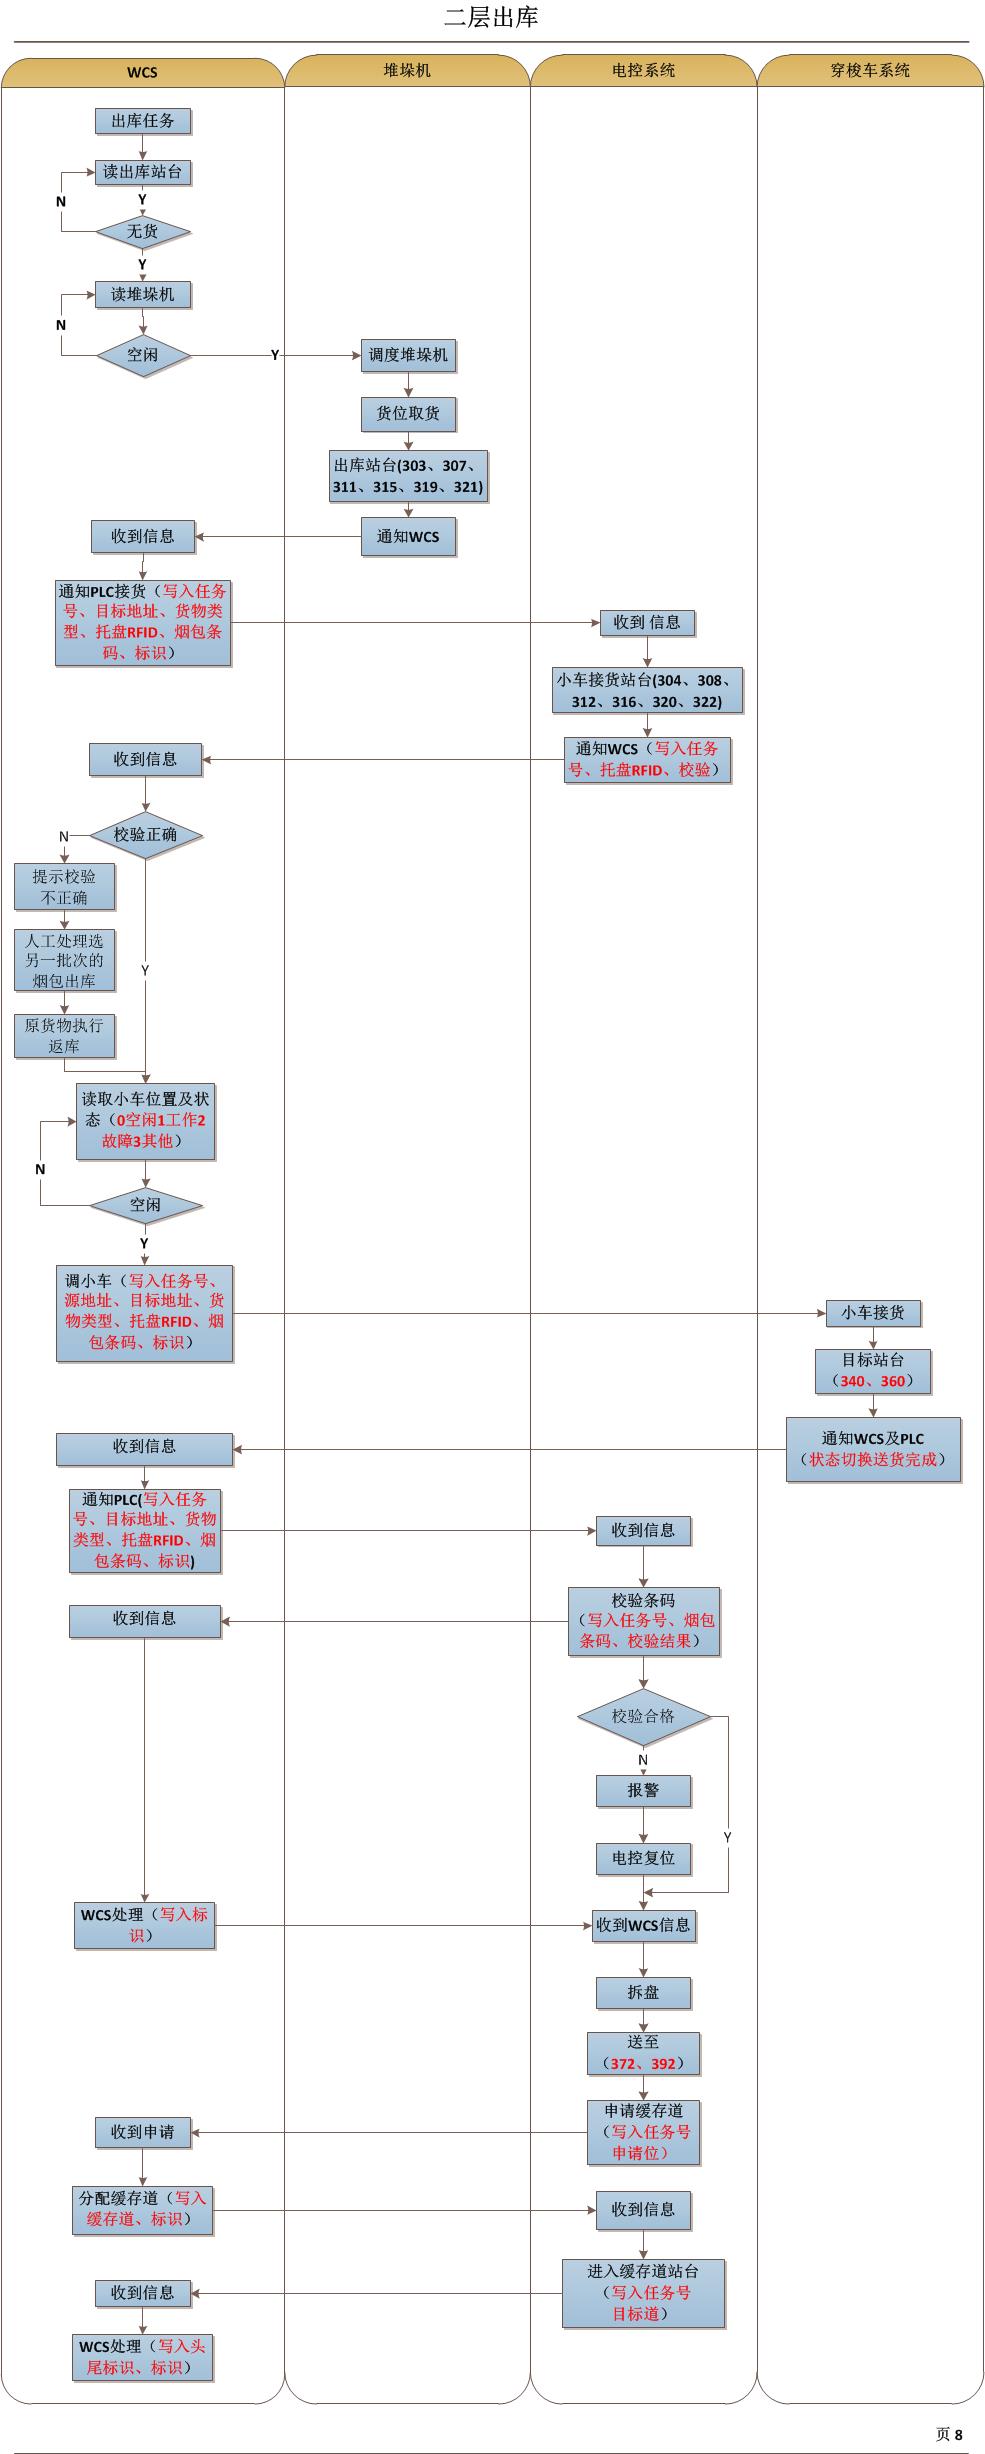 二层出库
WCS
堆垛机
电控系统
穿梭车系统
出库任务
读出库站台
N
Y
无货
Y
读堆垛机
N
空闲
Y
调度堆垛机
货位取货
出库站台(303、307、
311、315、319、321)
通知WCS
收到信息
通知PLC接货（写入任务
号、目标地址、货物类
型、托盘RFID、烟包条
码、标识）
收到 信息
小车接货站台(304、308、
312、316、320、322)
通知WCS（写入任务
号、托盘RFID、校验）
收到信息
校验正确
N
提示校验
不正确
人工处理选
另一批次的
烟包出库
Y
原货物执行
返库
读取小车位置及状
态（0空闲1工作2
故障3其他）
N
空闲
Y
调小车（写入任务号、
源地址、目标地址、货
物类型、托盘RFID、烟
包条码、标识）
小车接货
目标站台
（340、360）
通知WCS及PLC
（状态切换送货完成）
收到信息
通知PLC(写入任务
号、目标地址、货物
类型、托盘RFID、烟
包条码、标识)
收到信息
校验条码
（写入任务号、烟包
条码、校验结果）
收到信息
校验合格
N
报警
Y
电控复位
WCS处理（写入标
识）
收到WCS信息
拆盘
送至
（372、392）
申请缓存道
（写入任务号
申请位）
收到申请
分配缓存道（写入
缓存道、标识）
收到信息
进入缓存道站台
（写入任务号
目标道）
收到信息
WCS处理（写入头
尾标识、标识）
页 8